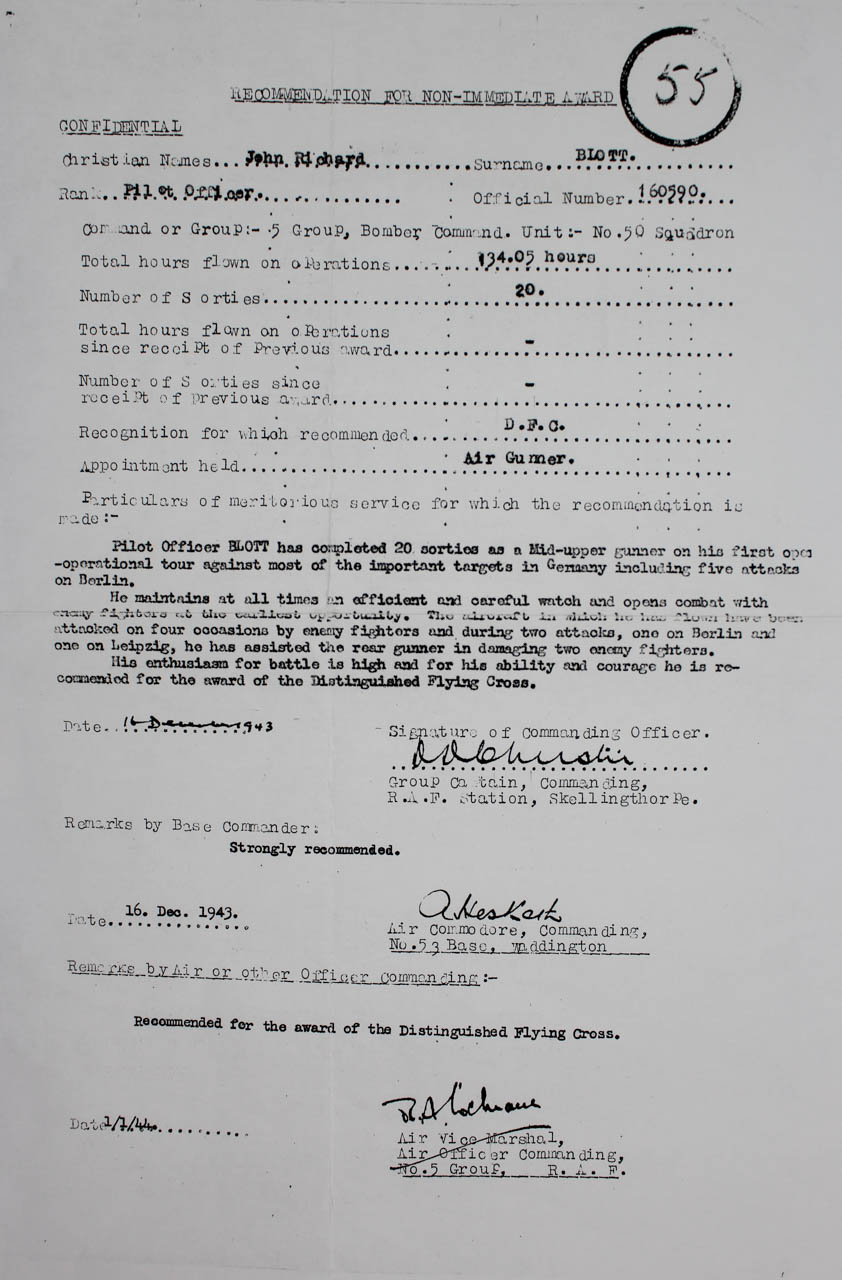 55
RECOMMENDATION FOR NON-IMMEDIATE AWARD
CONFIDENTIAL
Christian Names... John Richard............Surname... BLOTT.............
Rank.. Pilot Officer................ Official Number. 160590....
Command or Group:- 5 Group, Bomber Command. Unit:- No.50 Squadron
Total hours flown on operations......... 134.05 hours.............
Number of Sorties........................ 20. ......................
Total hours flown on operations
since receipt of Previous award.............. - ......................
Number of Sorties since
receipt of previous award.................... - ......................
Recognition for which recommended........ D.F.C. ..................
Appointment held........................ Air Gunner. ................
Particulars of meritorious service for which the recommendation is
made:-
Pilot Officer BLOTT has completed 20 sorties as a Mid-upper gunner on his first opea
-operational tour against most of the important targets in Germany including five attacks
on Berlin.
He maintains at all times an efficient and careful watch and opens combat with
enemy fighters at the earliest opportunity. The aircraft in which he has flown have been
attacked on four occasions by enemy fighters and during two attacks, one on Berlin and
one on Leipzig, he has assisted the rear gunner in damaging two enemy fighters.
His enthusiasm for battle is high and for his ability and courage he is re-
commended for the award of the Distinguished Flying Cross.
Date. 16 December 1943
Signature of Commanding Officer.
Group Captain, Commanding,
R.A.F. Station, Skellingthorpe.
Remarks by Base Commander:
Strongly recommended.
Date 16. Dec. 1943.
A Hesketh
Air Commodore, Commanding,
No.53 Base, Waddington
Remarks by Air or other Officer Commanding:-
Recommended for the award of the Distinguished Flying Cross.
R A Cochrane
Date 1/1/44..........
Air Vice Marshal,
Air Officer Commanding,
No.5 Group, R. A. F.